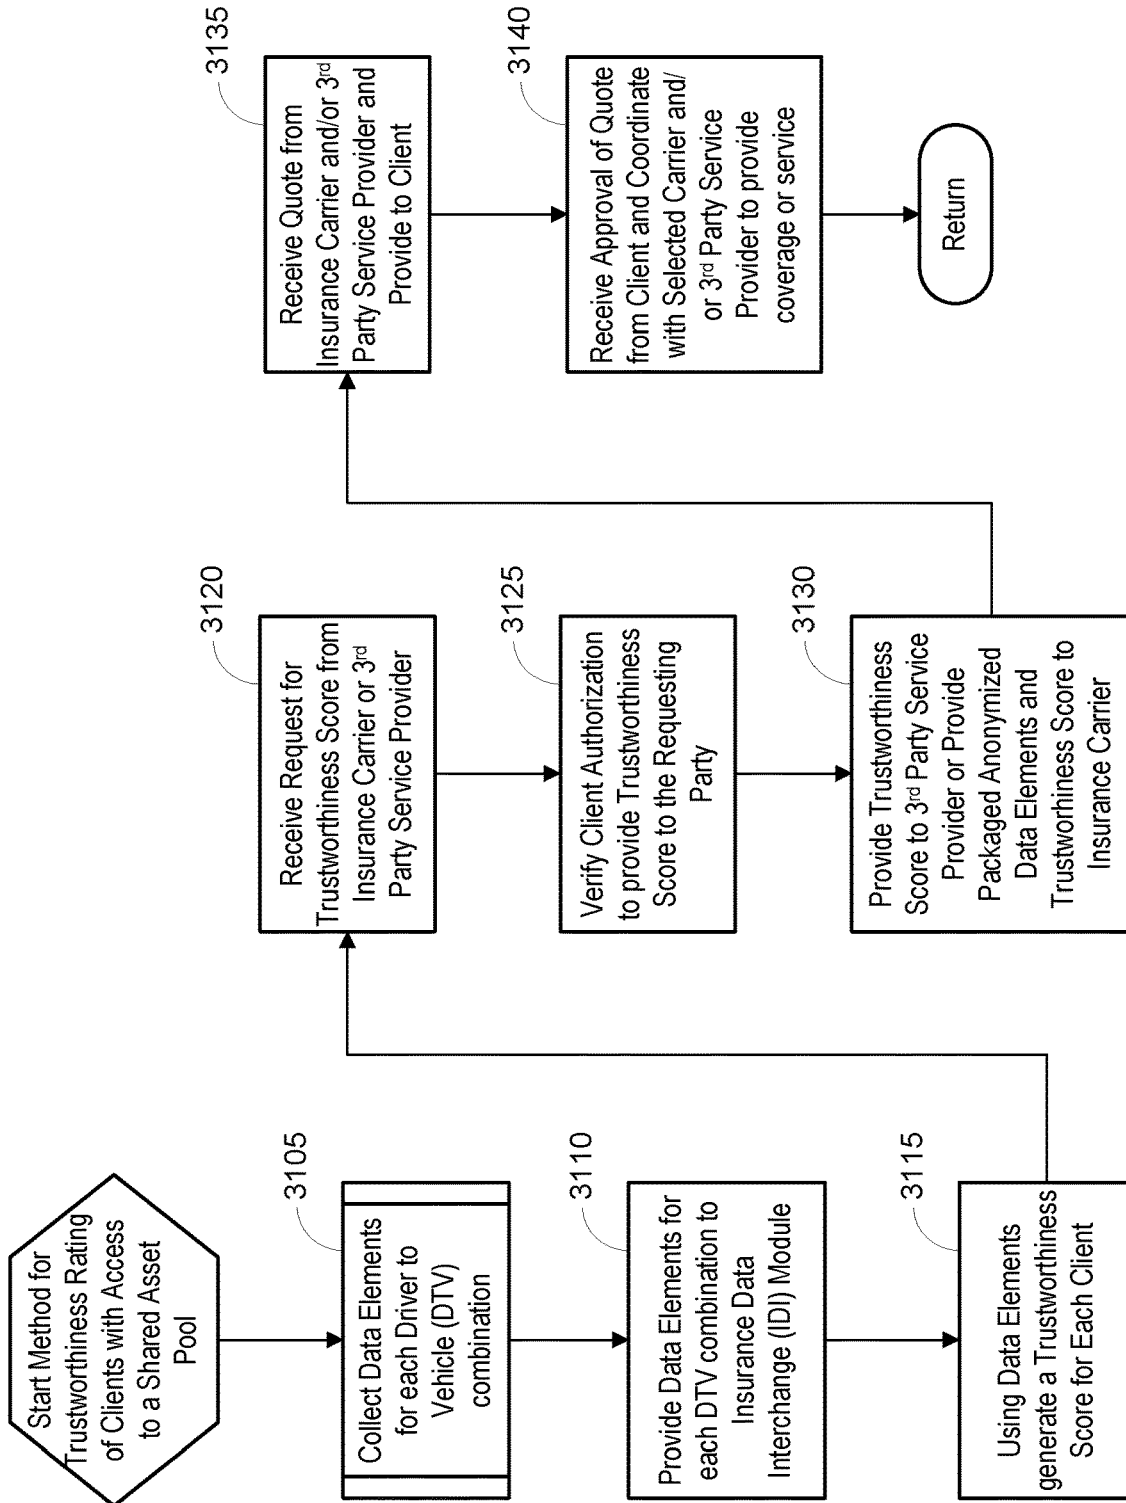 Start Method for
Trustworthiness Rating
of Clients with Access
to a Shared Asset
Pool
3105
Collect Data Elements
for each Driver to
Vehicle (DTV)
combination
3110
Provide Data Elements for
each DTV combination to
Insurance Data
Interchange (IDI) Module
3115
Using Data Elements
generate a Trustworthiness
Score for Each Client
3120
Receive Request for
Trustworthiness Score from
Insurance Carrier or 3rd
Party Service Provider
3125
Verify Client Authorization
to provide Trustworthiness
Score to the Requesting
Party
3130
Provide Trustworthiness
Score to 3rd Party Service
Provider or Provide
Packaged Anonymized
Data Elements and
Trustworhiness Score to
Insurance Carrier
3135
Receive Quote from
Insurance Carrier and/or 3rd
Party Service Provider and
Provide to Client
3140
Receive Approval of Quote
from Client and Coordinate
with Selected Carrier and/
or 3rd Party Service
Provider to provide
coverage or service
Return